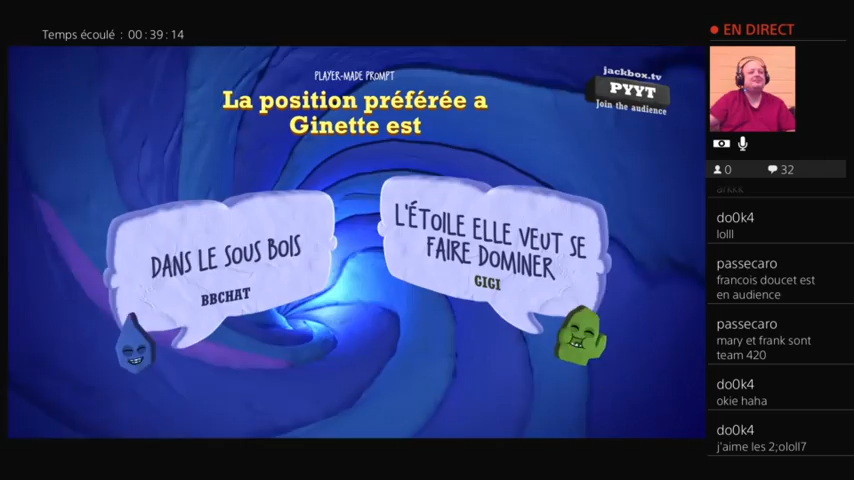 Temps écoulé : 00:39:14
PLAYER-MADE PROMPT
La position préférée a
Ginette est
jackbox.tv
PYYT
Join the audience
DANS LE SOUS BOIS
BBCHAT
L'ÉTOILE ELLE VEUT SE
FAIRE DOMINER
GIGI
EN DIRECT
0
32
do0k4
lolll
passecaro
francois doucet est
en audience
passecaro
mary et frank sont
team 420
do0k4
okie haha
do0k4
j'aime les 2;ololl7